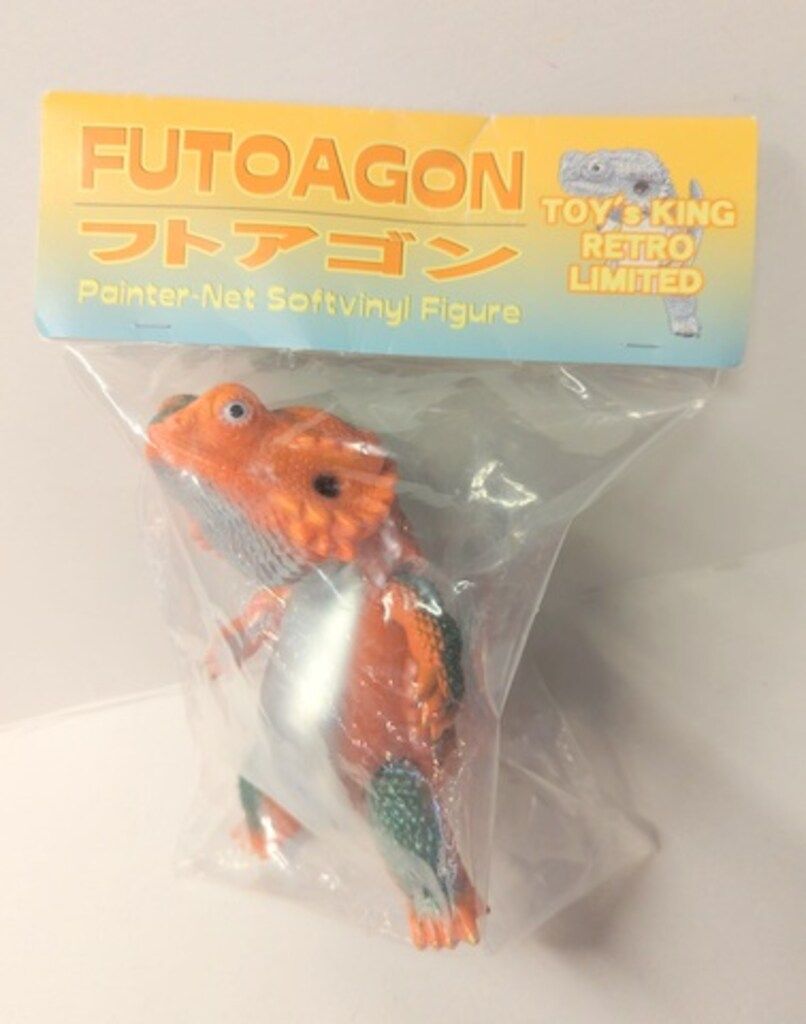 FUTOAGON
フトアゴン
Painter-Net Softvinyl Figure
TOY's KING
RETRO
LIMITED